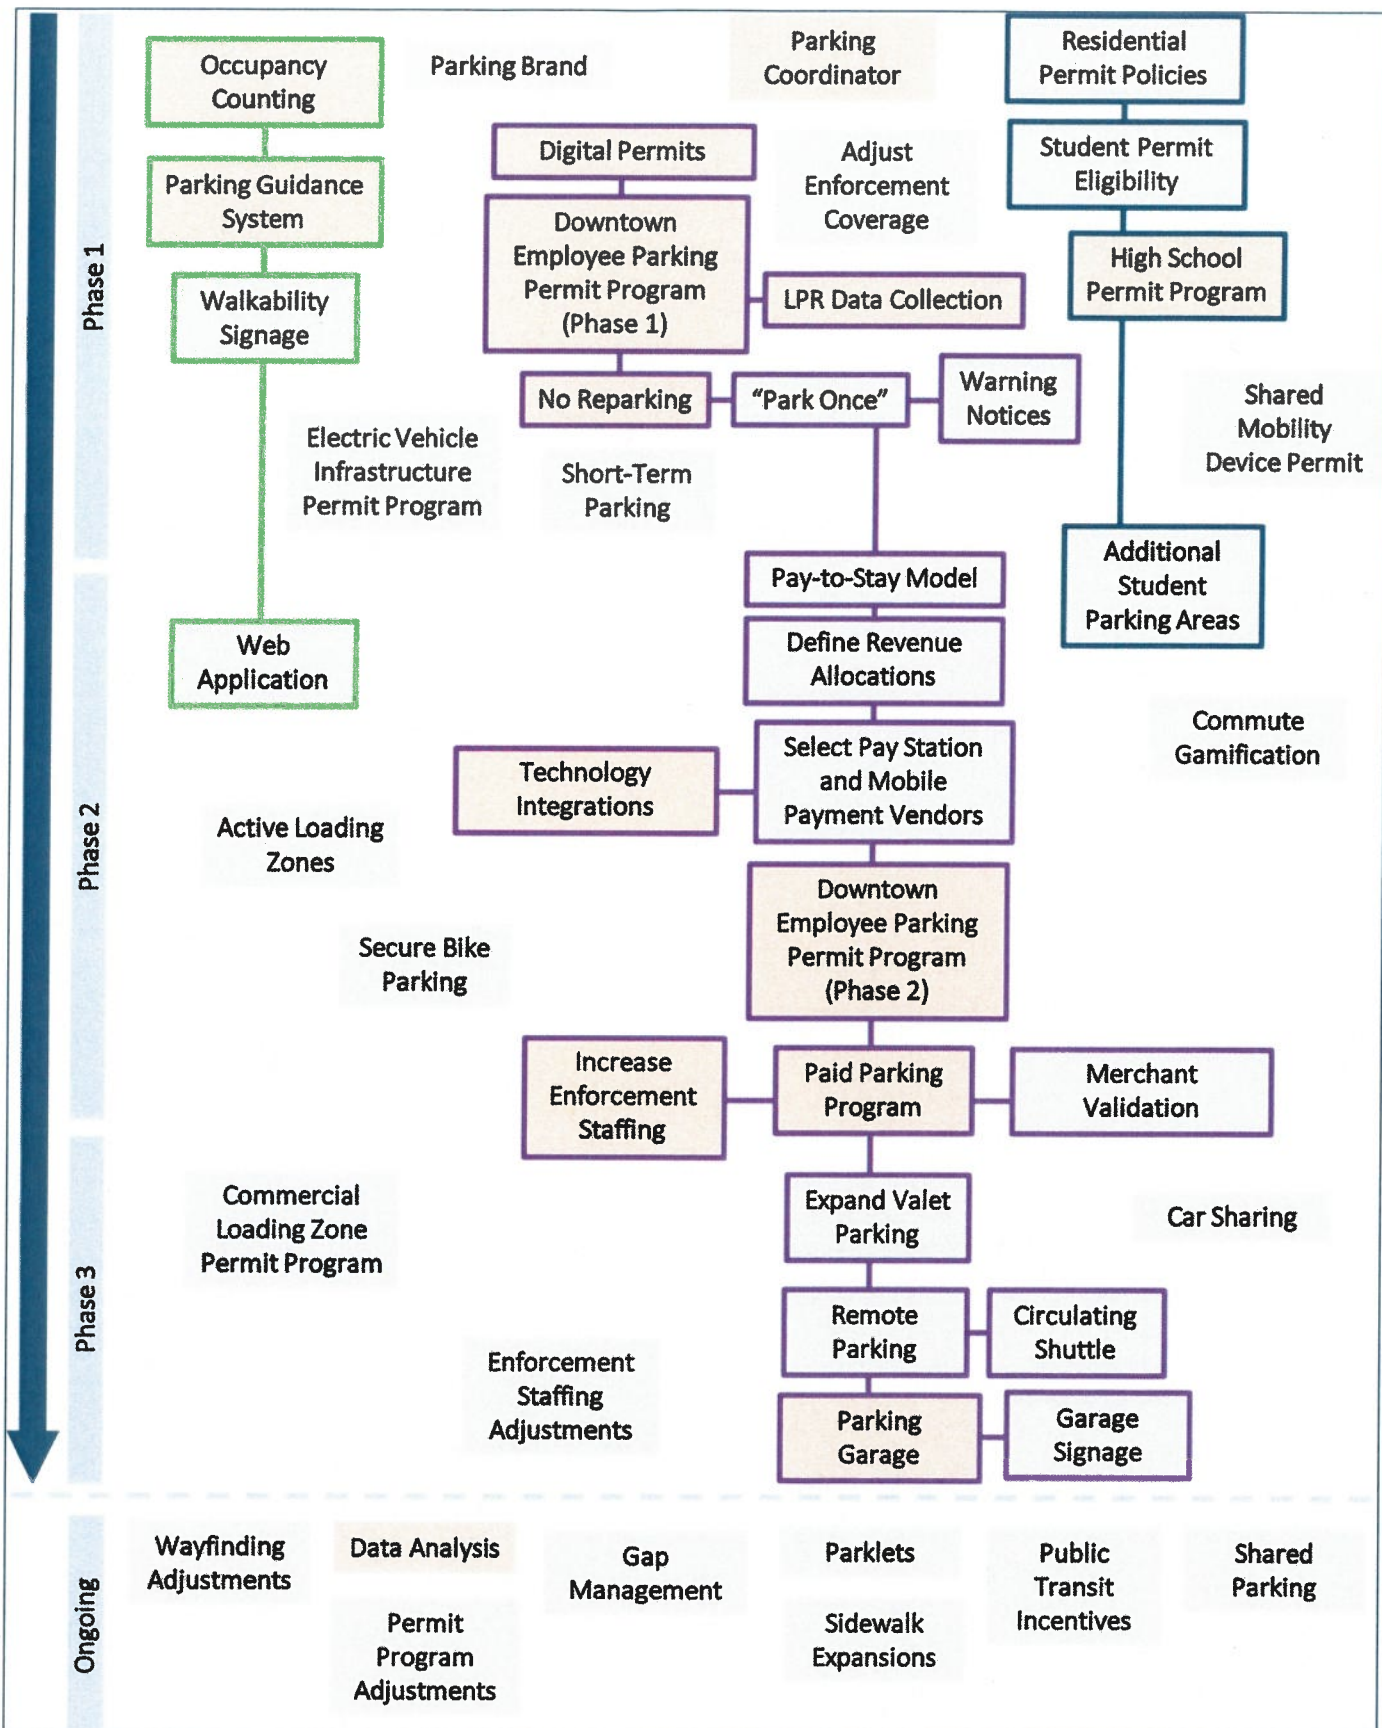 Phase 1
Occupancy
Counting
Parking Brand
Parking
Coordinator
Residential
Permit Policies
Digital Permits
Adjust
Enforcement
Coverage
Student Permit
Eligibility
Parking Guidance
System
Downtown
Employee Parking
Permit Program
(Phase 1)
LPR Data Collection
High School
Permit Program
Walkability
Signage
No Reparking
“Park Once”
Warning
Notices
Shared
Mobility
Device Permit
Electric Vehicle
Infrastructure
Permit Program
Short-Term
Parking
Phase 2
Pay-to-Stay Model
Additional
Student
Parking Areas
Web
Application
Define Revenue
Allocations
Commute
Gamification
Technology
Integrations
Select Pay Station
and Mobile
Payment Vendors
Active Loading
Zones
Downtown
Employee Parking
Permit Program
(Phase 2)
Secure Bike
Parking
Increase
Enforcement
Staffing
Paid Parking
Program
Merchant
Validation
Phase 3
Commercial
Loading Zone
Permit Program
Expand Valet
Parking
Car Sharing
Remote
Parking
Circulating
Shuttle
Enforcement
Staffing
Adjustments
Parking
Garage
Garage
Signage
Ongoing
Wayfinding
Adjustments
Data Analysis
Gap
Management
Parklets
Public
Transit
Incentives
Shared
Parking
Permit
Program
Adjustments
Sidewalk
Expansions